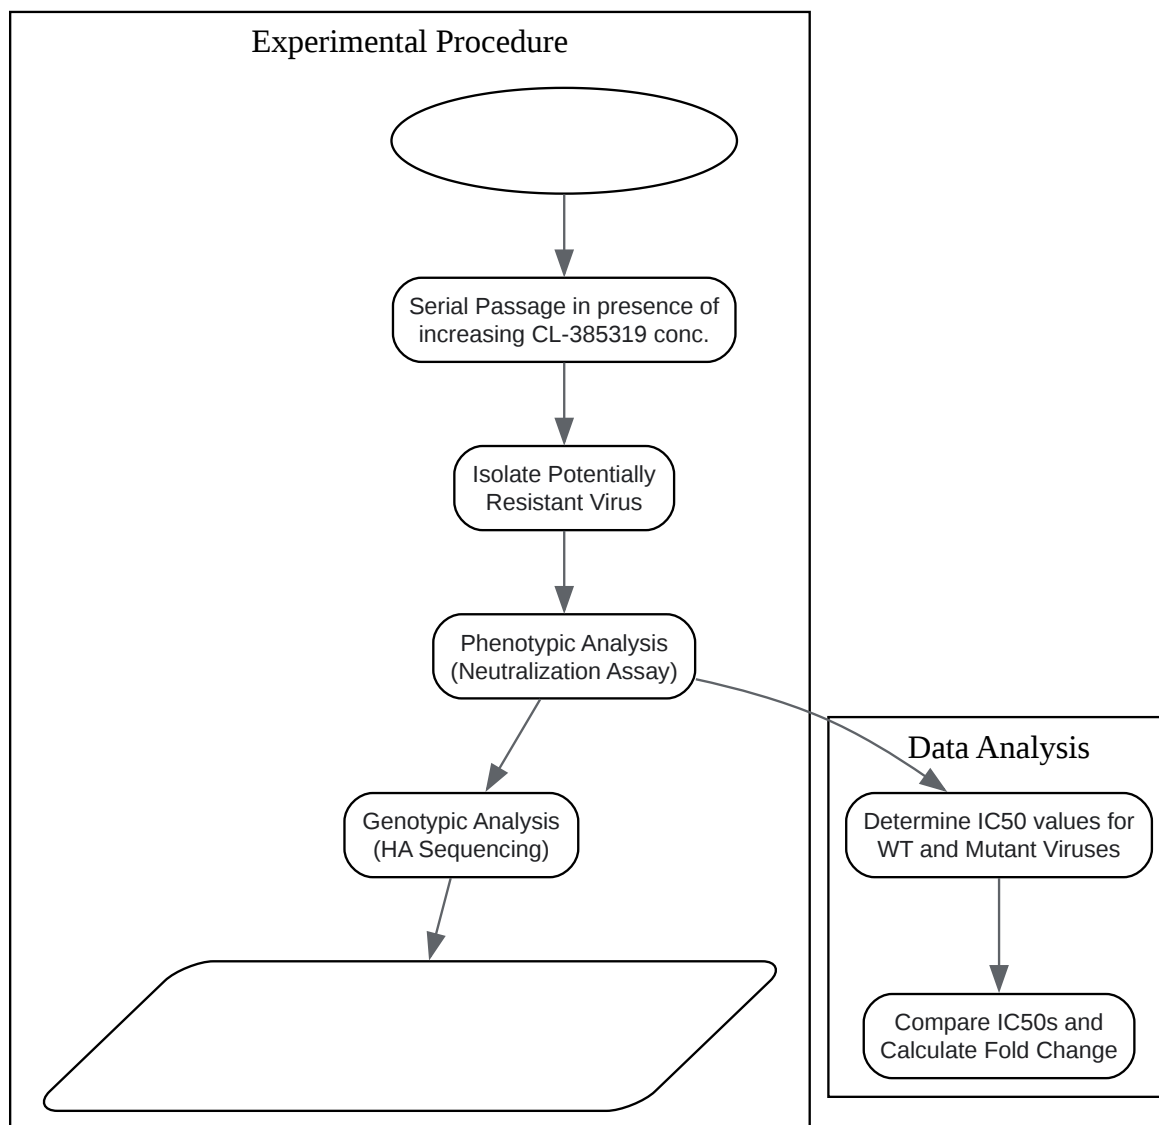 Experimental Procedure
Serial Passage in presence of
increasing CL-385319 conc.
Isolate Potentially
Resistant Virus
Phenotypic Analysis
(Neutralization Assay)
Genotypic Analysis
(HA Sequencing)
Data Analysis
Determine IC50 values for
WT and Mutant Viruses
Compare IC50s and
Calculate Fold Change